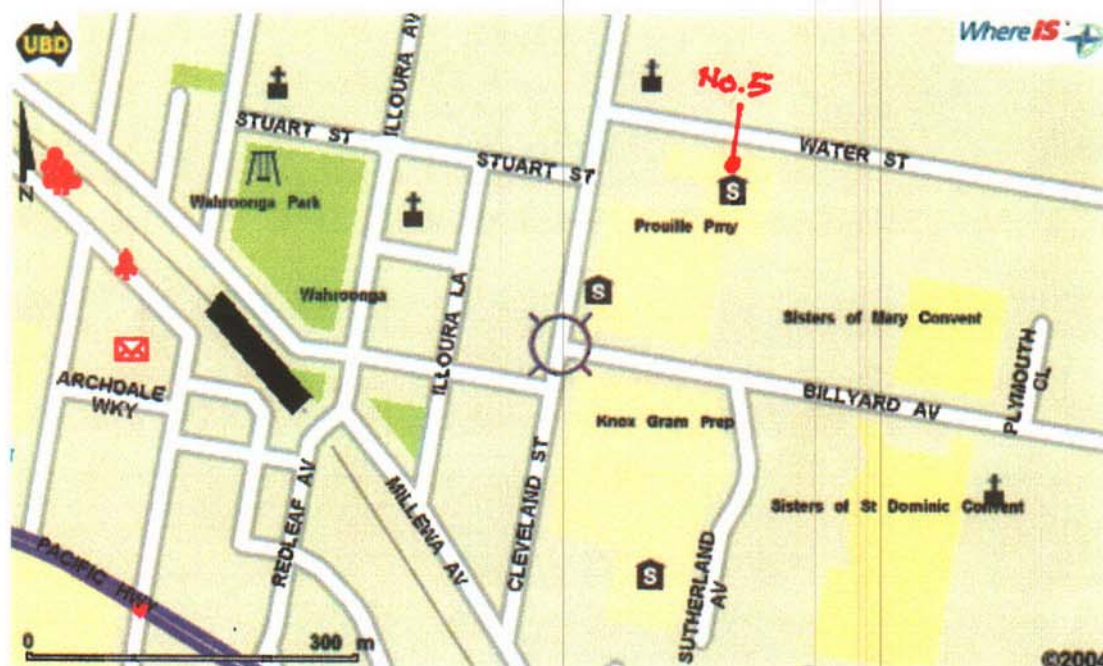 UBD
WhereiS
No.5
ILLOURA AV
STUART ST
STUART ST
WATER ST
Wahroonga Park
S
Prouille Prmy
Wahroonga
S
Sisters of Mary Convent
ILLOURA LA
PLYMOUTH CL
ARCHDALE
WKY
BILLYARD AV
Knox Gram Prep
CLEVELAND ST
MILLEWA AV
REDLEAF AV
Sisters of St Dominic Convent
SUTHERLAND
AV
S
PACIFIC HWY
N
0 300 m
©2004